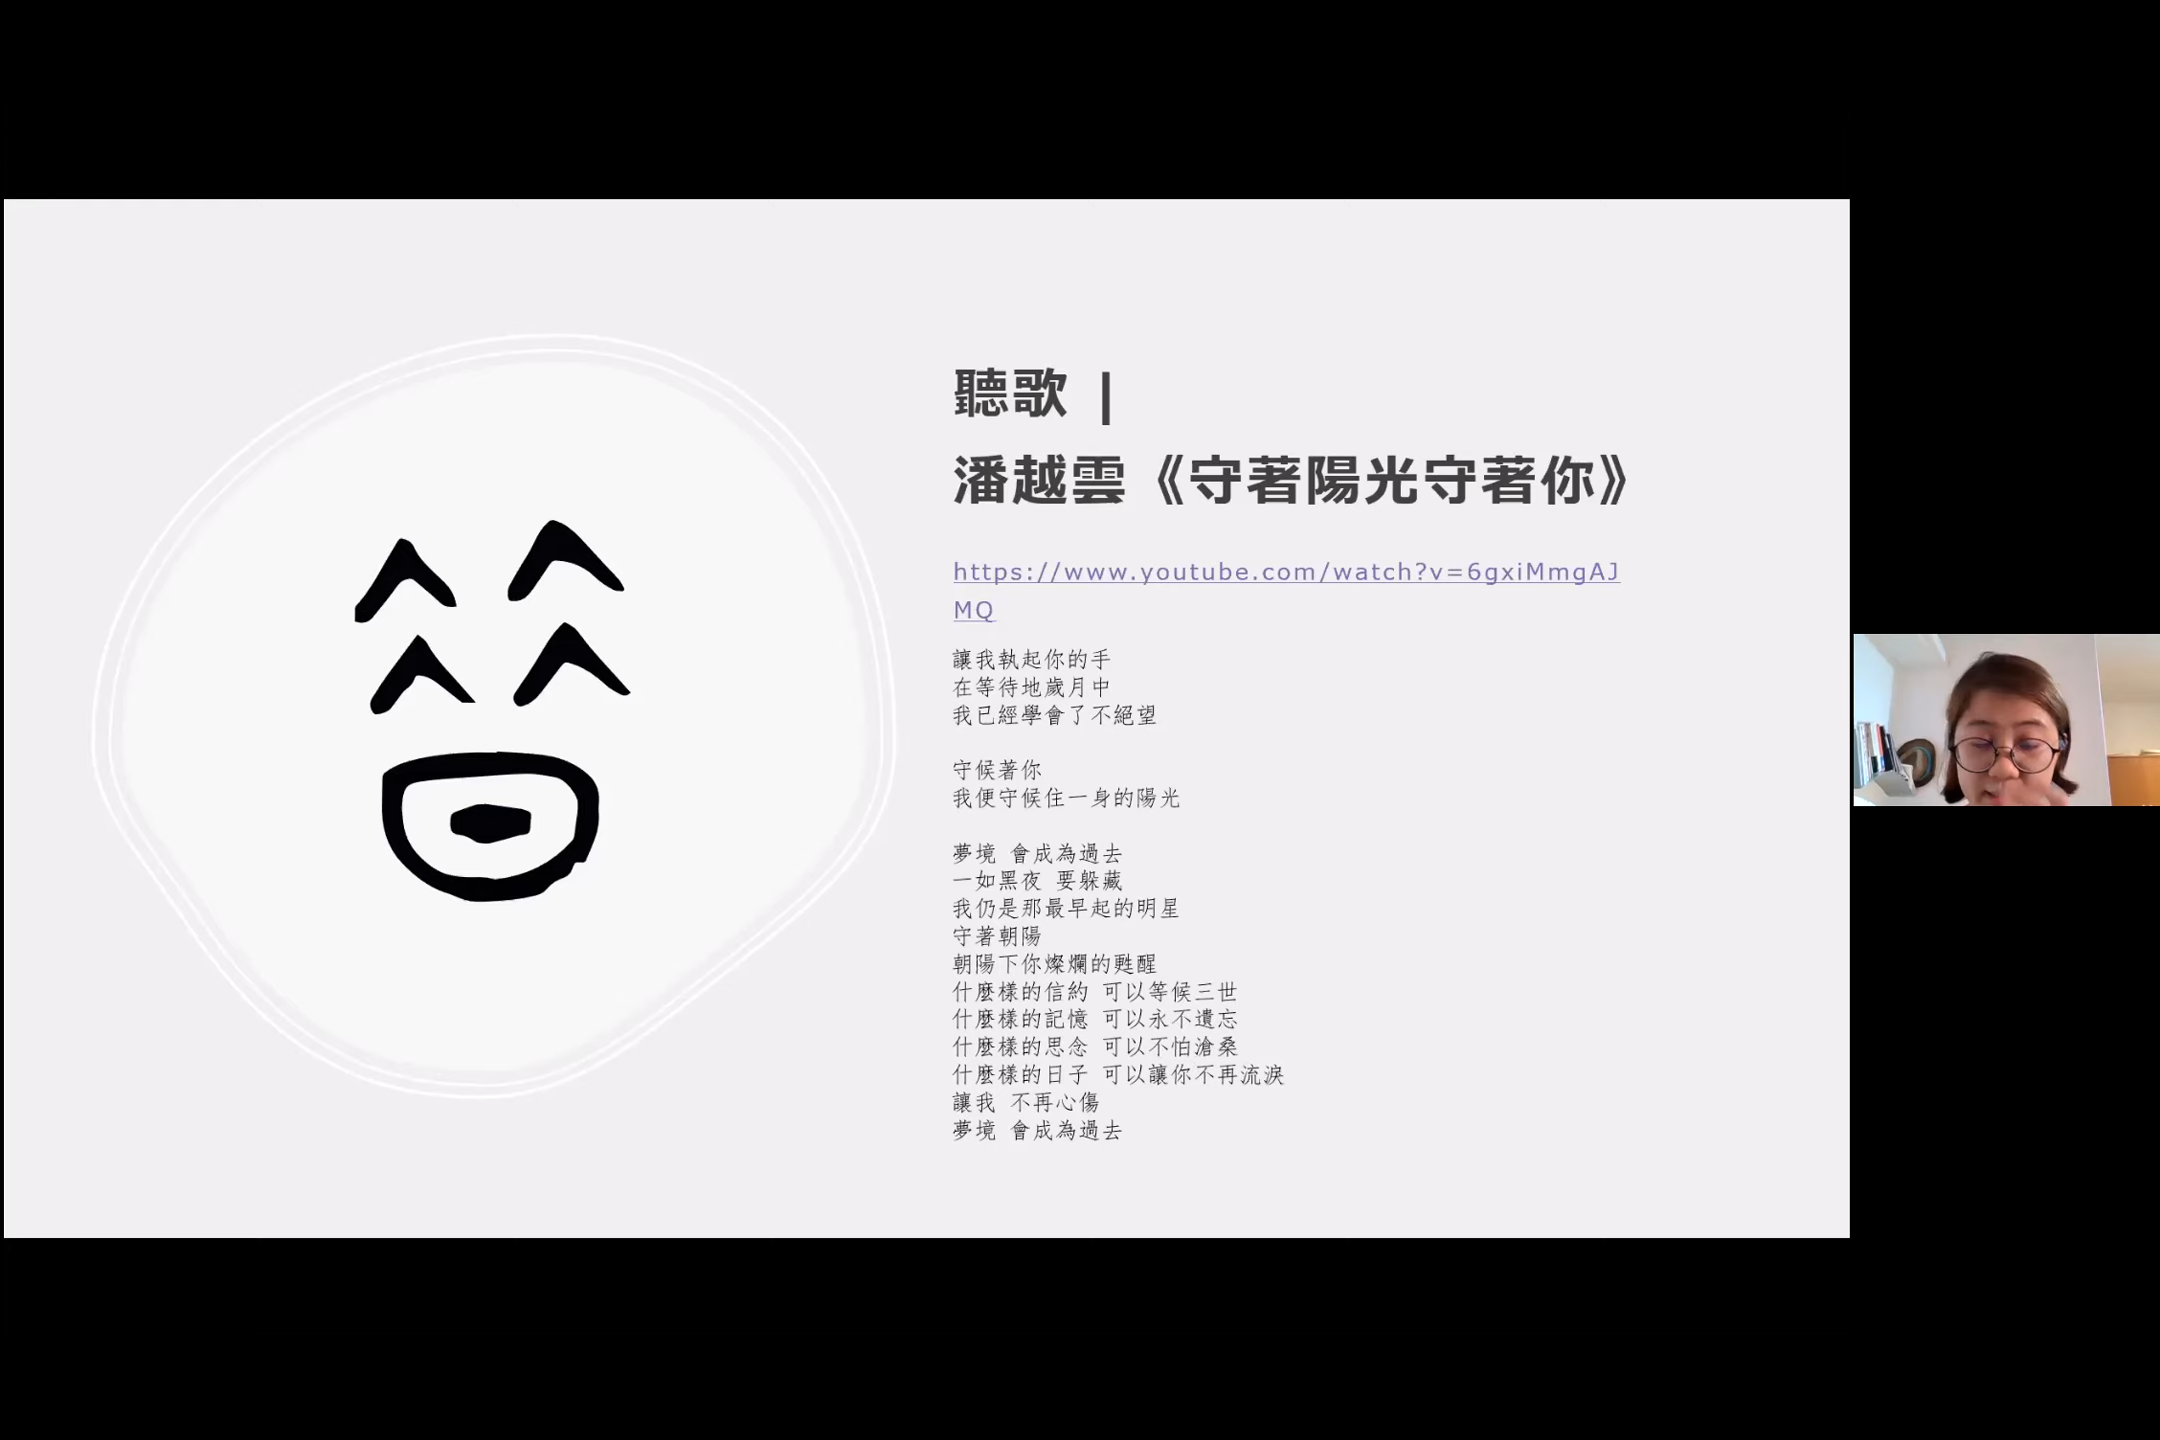 聽歌 |
潘越雲《守著陽光守著你》
https://www.youtube.com/watch?v=6gxiMmgAJ
MQ
讓我執起你的手
在等待地歲月中
我已經學會了不絕望
守候著你
我便守候住一身的陽光
夢境 會成為過去
一如黑夜 要躲藏
我仍是那最早起的明星
守著朝陽
朝陽下你燦爛的甦醒
什麼樣的信約 可以等候三世
什麼樣的記憶 可以永不遺忘
什麼樣的思念 可以不怕滄桑
什麼樣的日子 可以讓你不再流淚
讓我 不再心傷
夢境 會成為過去